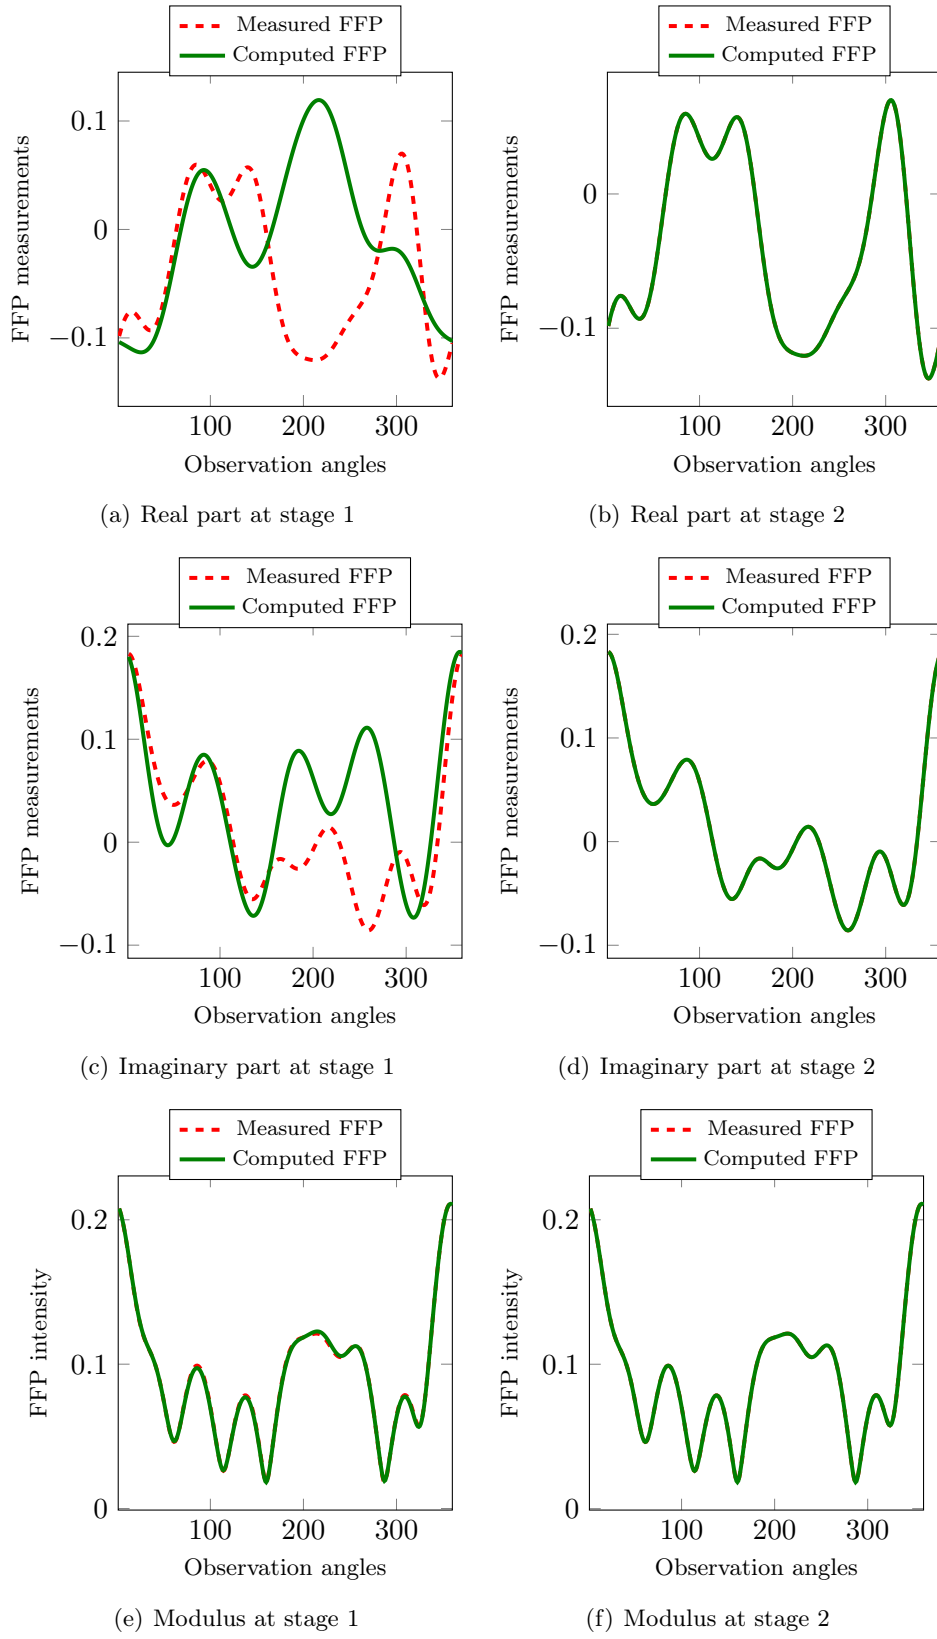 Measured FFP
Computed FFP
0.1
0
−0.1
FFP measurements
100 200 300
Observation angles
(a) Real part at stage 1
Measured FFP
Computed FFP
0
−0.1
FFP measurements
100 200 300
Observation angles
(b) Real part at stage 2
Measured FFP
Computed FFP
0.2
0.1
0
−0.1
FFP measurements
100 200 300
Observation angles
(c) Imaginary part at stage 1
Measured FFP
Computed FFP
0.2
0.1
0
−0.1
FFP measurements
100 200 300
Observation angles
(d) Imaginary part at stage 2
Measured FFP
Computed FFP
0.2
0.1
0
FFP intensity
100 200 300
Observation angles
(e) Modulus at stage 1
Measured FFP
Computed FFP
0.2
0.1
0
FFP intensity
100 200 300
Observation angles
(f) Modulus at stage 2